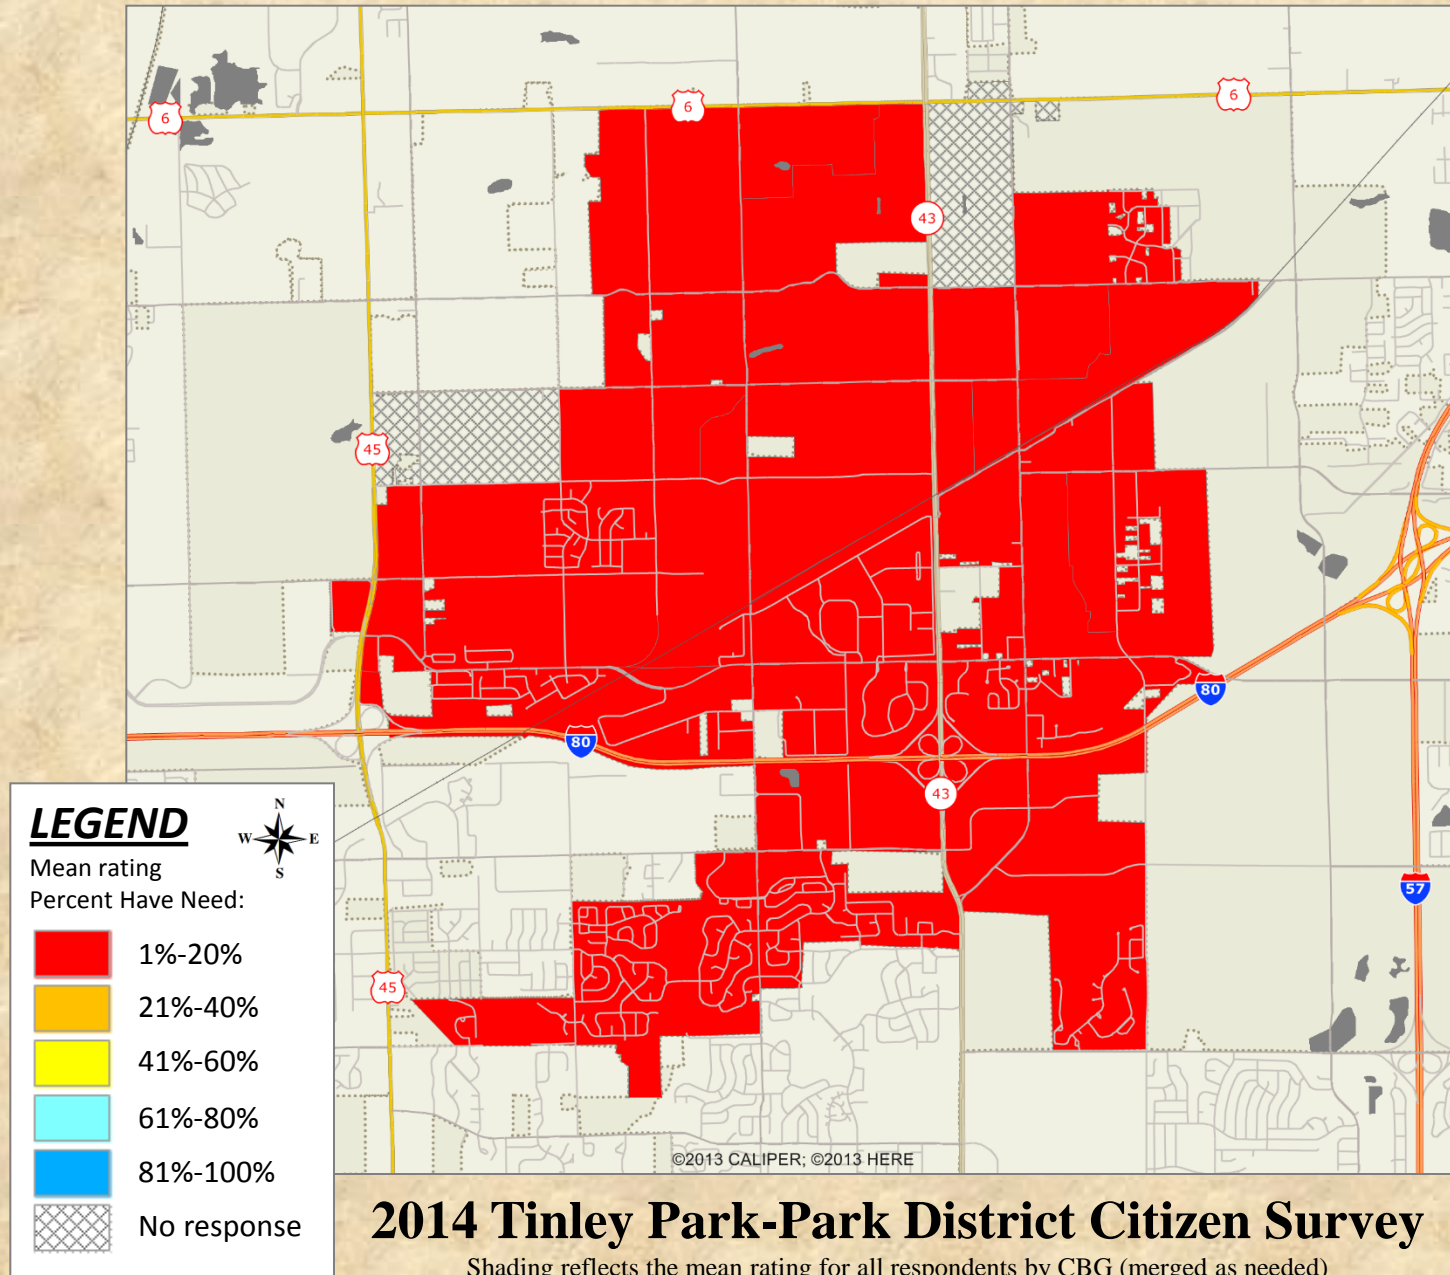 6
6
6
43
45
80
80
43
57
45
LEGEND
N
W E
S
Mean rating
Percent Have Need:
1%-20%
21%-40%
41%-60%
61%-80%
81%-100%
No response
©2013 CALIPER; ©2013 HERE
2014 Tinley Park-Park District Citizen Survey
Shading reflects the mean rating for all respondents by CBG (merged as needed)